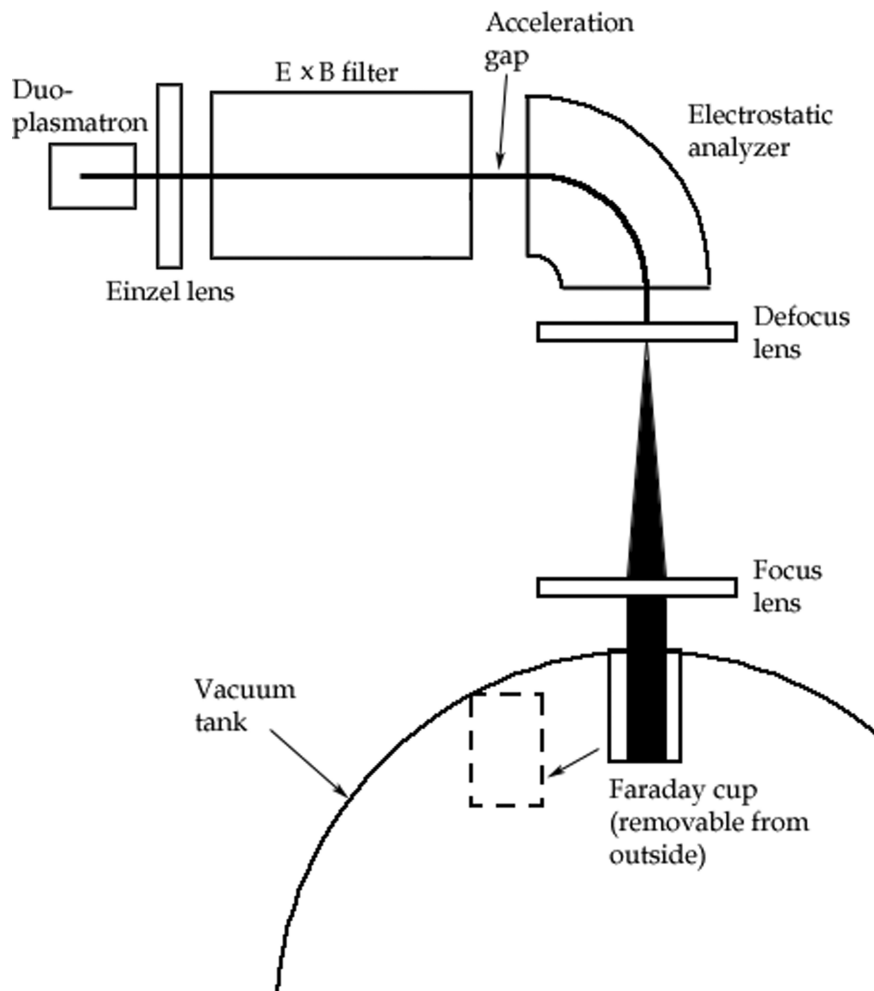 Acceleration
gap
E × B filter
Duo-
plasmatron
Electrostatic
analyzer
Einzel lens
Defocus
lens
Focus
lens
Vacuum
tank
Faraday cup
(removable from
outside)